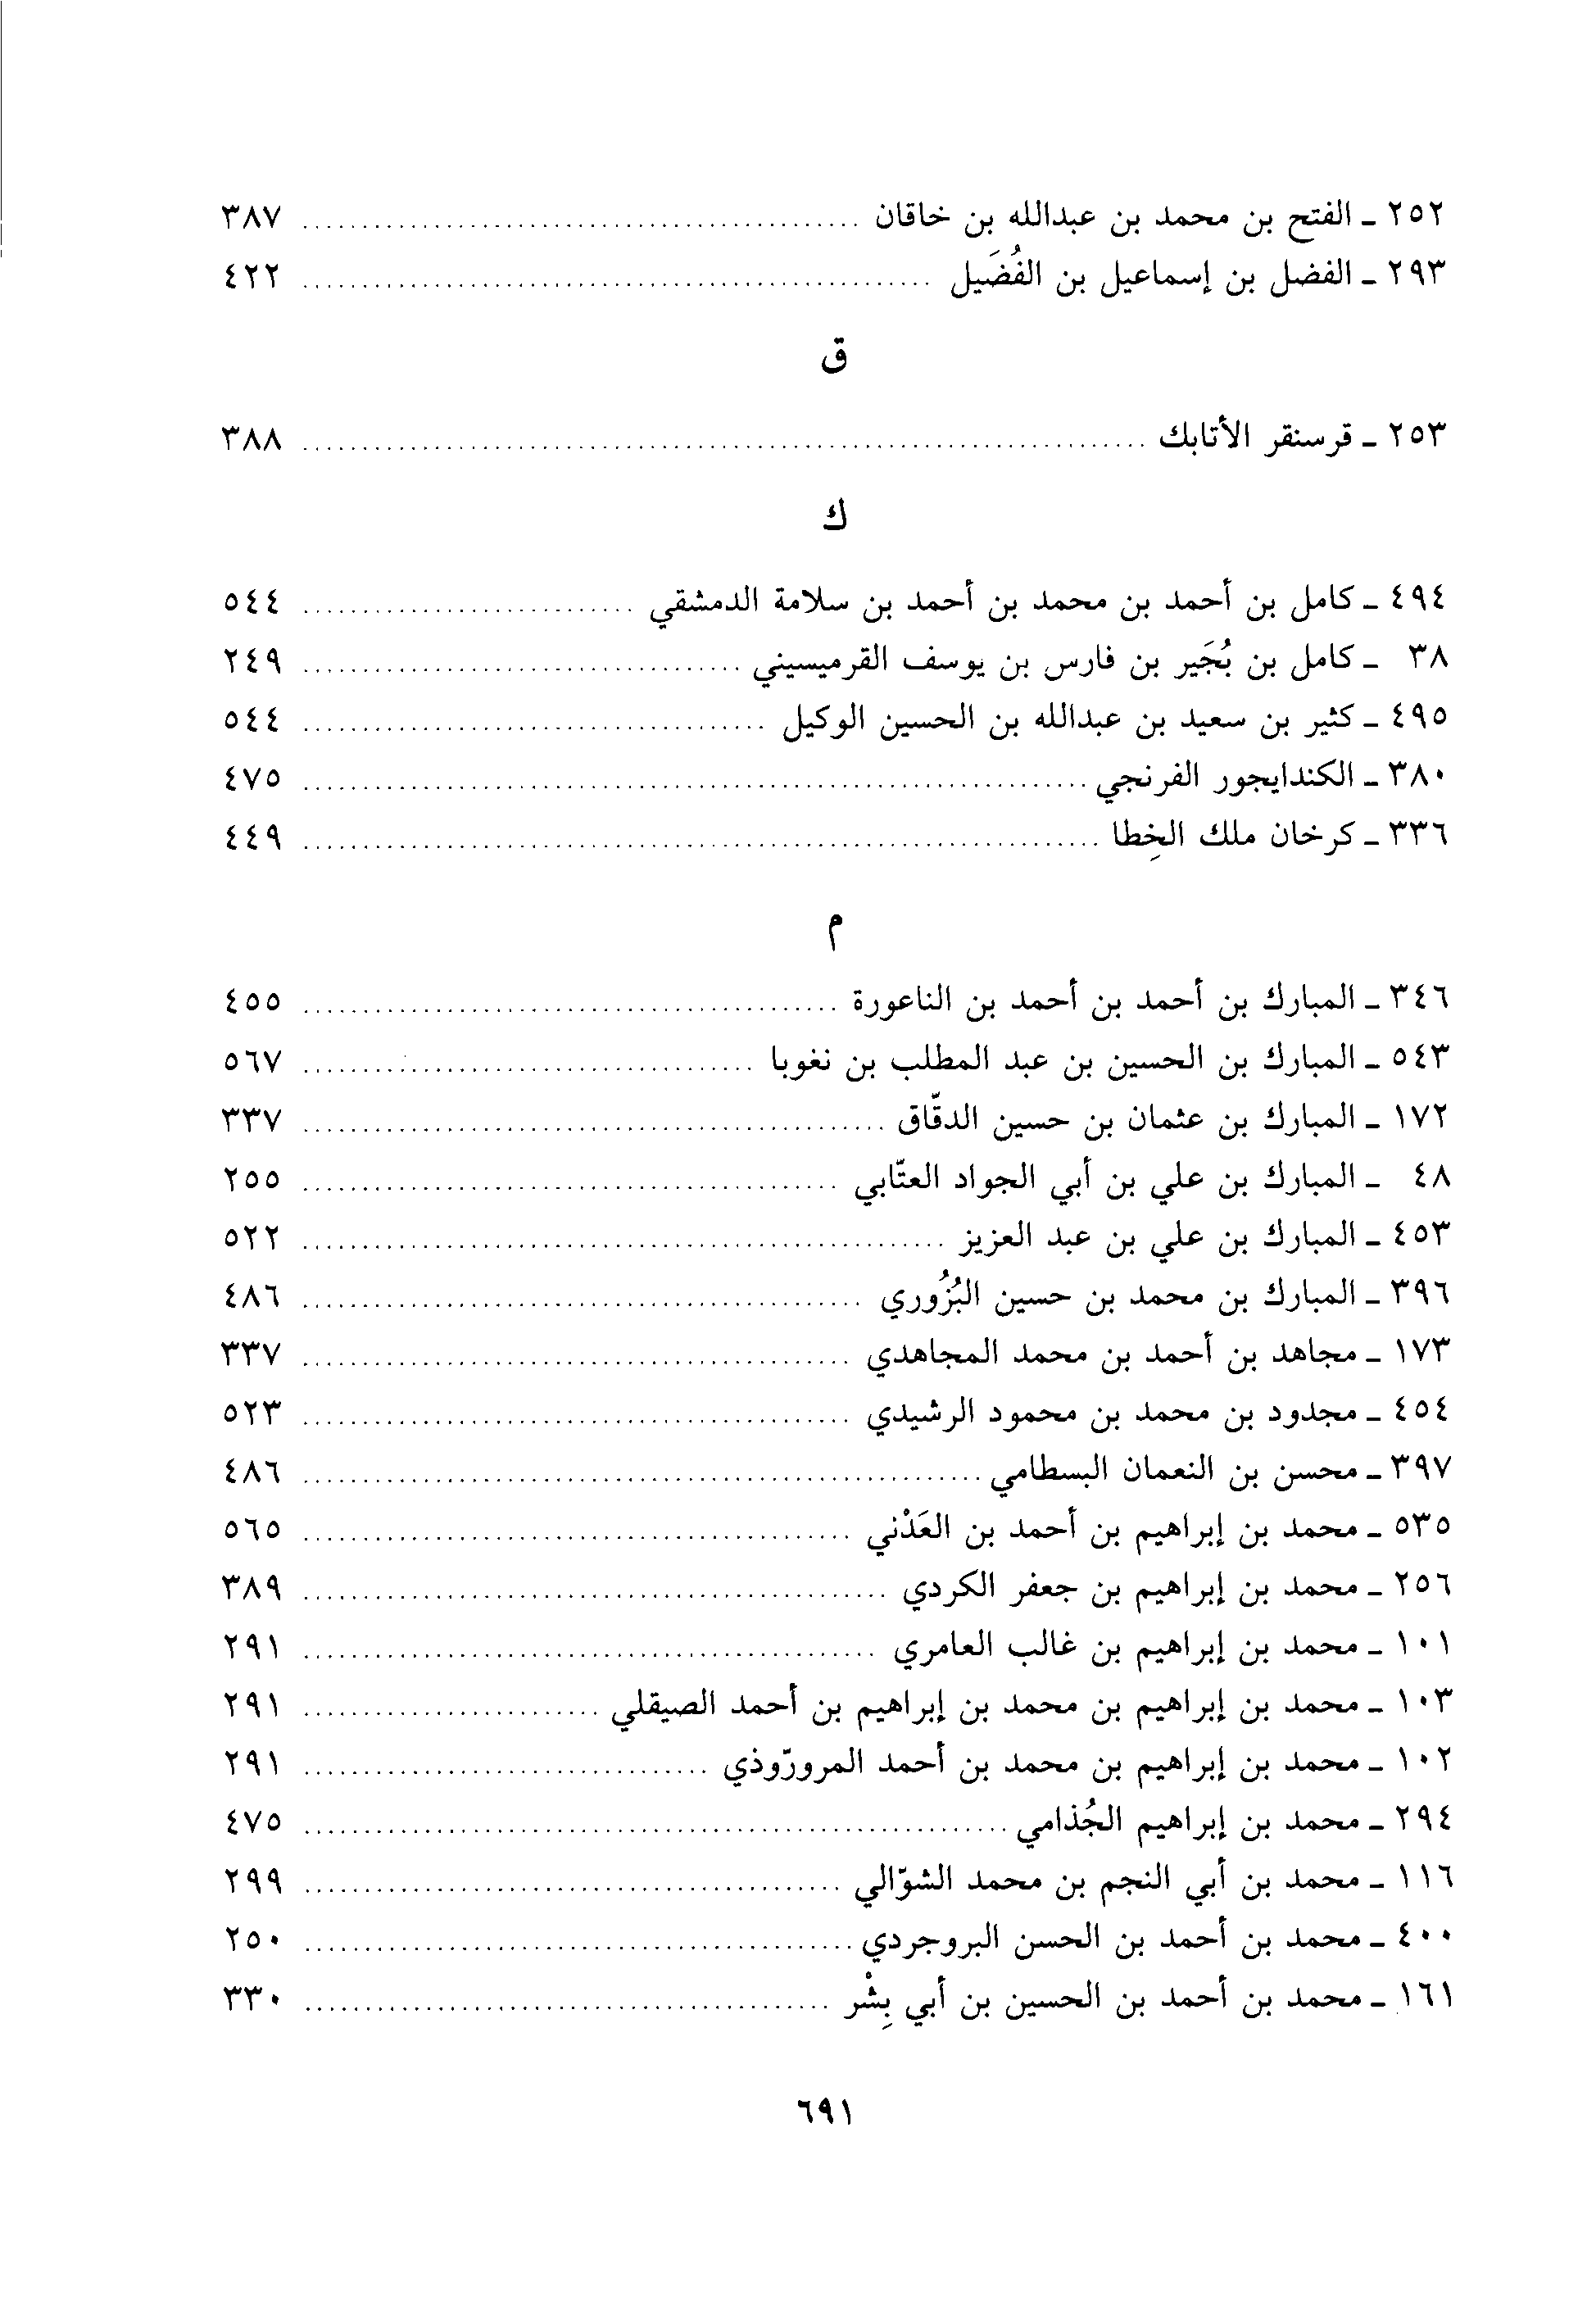 ٢٥٢ ـ الفتح بن محمد بن عبدالله بن خاقان ........ ٣٨٧
٢٩٣ ـ الفضل بن إسماعيل بن الفُضَيل ........ ٤٢٢
ق
٢٥٣ ـ قرسنقر الأتابك ........ ٣٨٨
ك
٤٩٤ ـ كامل بن أحمد بن محمد بن أحمد بن سلامة الدمشقي ........ ٥٤٤
٣٨ ـ كامل بن بُجَير بن فارس بن يوسف القرميسيني ........ ٢٤٩
٤٩٥ ـ كثير بن سعيد بن عبدالله بن الحسين الوكيل ........ ٥٤٤
٣٨٠ ـ الكندايجور الفرنجي ........ ٤٧٥
٣٣٦ ـ كرخان ملك الخِطا ........ ٤٤٩
م
٣٤٦ ـ المبارك بن أحمد بن أحمد بن الناعورة ........ ٤٥٥
٥٤٣ ـ المبارك بن الحسين بن عبد المطلب بن نغوبا ........ ٥٦٧
١٧٢ ـ المبارك بن عثمان بن حسين الدقّاق ........ ٣٣٧
٤٨ ـ المبارك بن علي بن أبي الجواد العتّابي ........ ٢٥٥
٤٥٣ ـ المبارك بن علي بن عبد العزيز ........ ٥٢٢
٣٩٦ ـ المبارك بن محمد بن حسين البُزُوري ........ ٤٨٦
١٧٣ ـ مجاهد بن أحمد بن محمد المجاهدي ........ ٣٣٧
٤٥٤ ـ مجدود بن محمد بن محمود الرشيدي ........ ٥٢٣
٣٩٧ ـ محسن بن النعمان البسطامي ........ ٤٨٦
٥٣٥ ـ محمد بن إبراهيم بن أحمد بن العَدْني ........ ٥٦٥
٢٥٦ ـ محمد بن إبراهيم بن جعفر الكردي ........ ٣٨٩
١٠١ ـ محمد بن إبراهيم بن غالب العامري ........ ٢٩١
١٠٣ ـ محمد بن إبراهيم بن محمد بن إبراهيم بن أحمد الصيقلي ........ ٢٩١
١٠٢ ـ محمد بن إبراهيم بن محمد بن أحمد المرورّوذي ........ ٢٩١
٢٩٤ ـ محمد بن إبراهيم الجُذامي ........ ٤٧٥
١١٦ ـ محمد بن أبي النجم بن محمد الشوّالي ........ ٢٩٩
٤٠٠ ـ محمد بن أحمد بن الحسن البروجردي ........ ٢٥٠
١٦١ ـ محمد بن أحمد بن الحسين بن أبي بِشْر ........ ٣٣٠
٦٩١